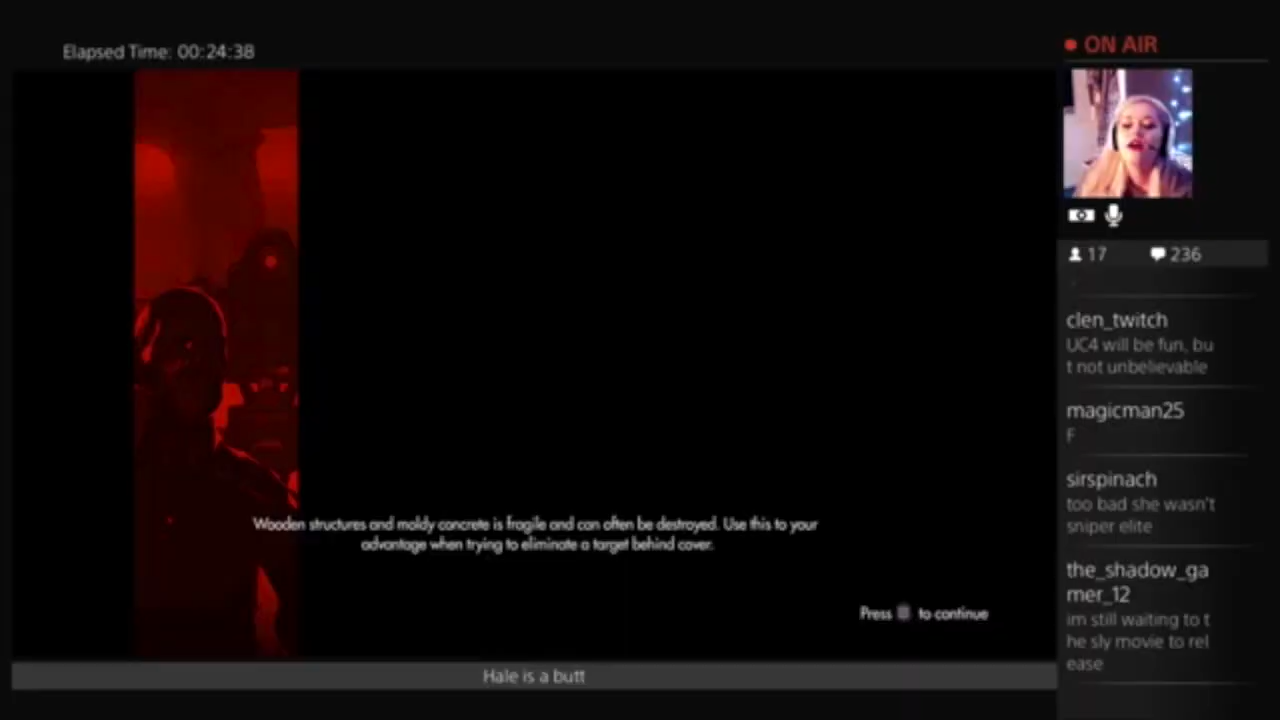 Elapsed Time: 00:24:38
ON AIR
17
236
clen_twitch
UC4 will be fun, bu
t not unbelievable
magicman25
F
sirspinach
too bad she wasn't
sniper elite
the_shadow_ga
mer_12
im still waiting to t
he sly movie to rel
ease
Wooden structures and moldy concrete is fragile and can often be destroyed. Use this to your
advantage when trying to eliminate a target behind cover.
Press to continue
Hale is a butt